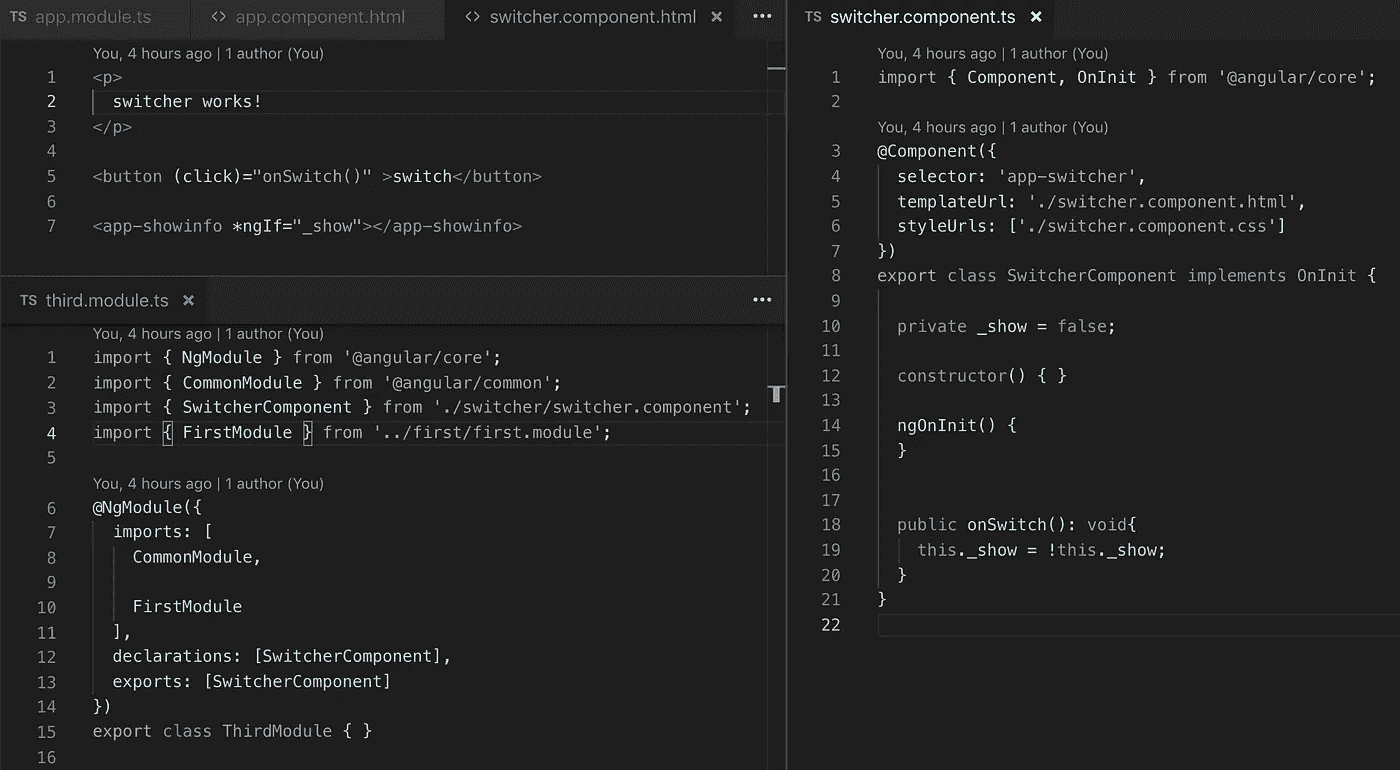 TS app.module.ts <> app.component.html <> switcher.component.html × •••
You, 4 hours ago | 1 author (You)
1 <p>
2 switcher works!
3 </p>
4
5 <button (click)="onSwitch()" >switch</button>
6
7 <app-showinfo *ngIf="_show"></app-showinfo>
TS third.module.ts × •••
You, 4 hours ago | 1 author (You)
1 import { NgModule } from '@angular/core';
2 import { CommonModule } from '@angular/common';
3 import { SwitcherComponent } from './switcher/switcher.component';
4 import { FirstModule } from '../first/first.module';
5
You, 4 hours ago | 1 author (You)
6 @NgModule({
7 imports: [
8 CommonModule,
9
10 FirstModule
11 ],
12 declarations: [SwitcherComponent],
13 exports: [SwitcherComponent]
14 })
15 export class ThirdModule { }
16
TS switcher.component.ts ×
You, 4 hours ago | 1 author (You)
1 import { Component, OnInit } from '@angular/core';
2
You, 4 hours ago | 1 author (You)
3 @Component({
4 selector: 'app-switcher',
5 templateUrl: './switcher.component.html',
6 styleUrls: ['./switcher.component.css']
7 })
8 export class SwitcherComponent implements OnInit {
9
10 private _show = false;
11
12 constructor() { }
13
14 ngOnInit() {
15 }
16
17
18 public onSwitch(): void{
19 this._show = !this._show;
20 }
21 }
22